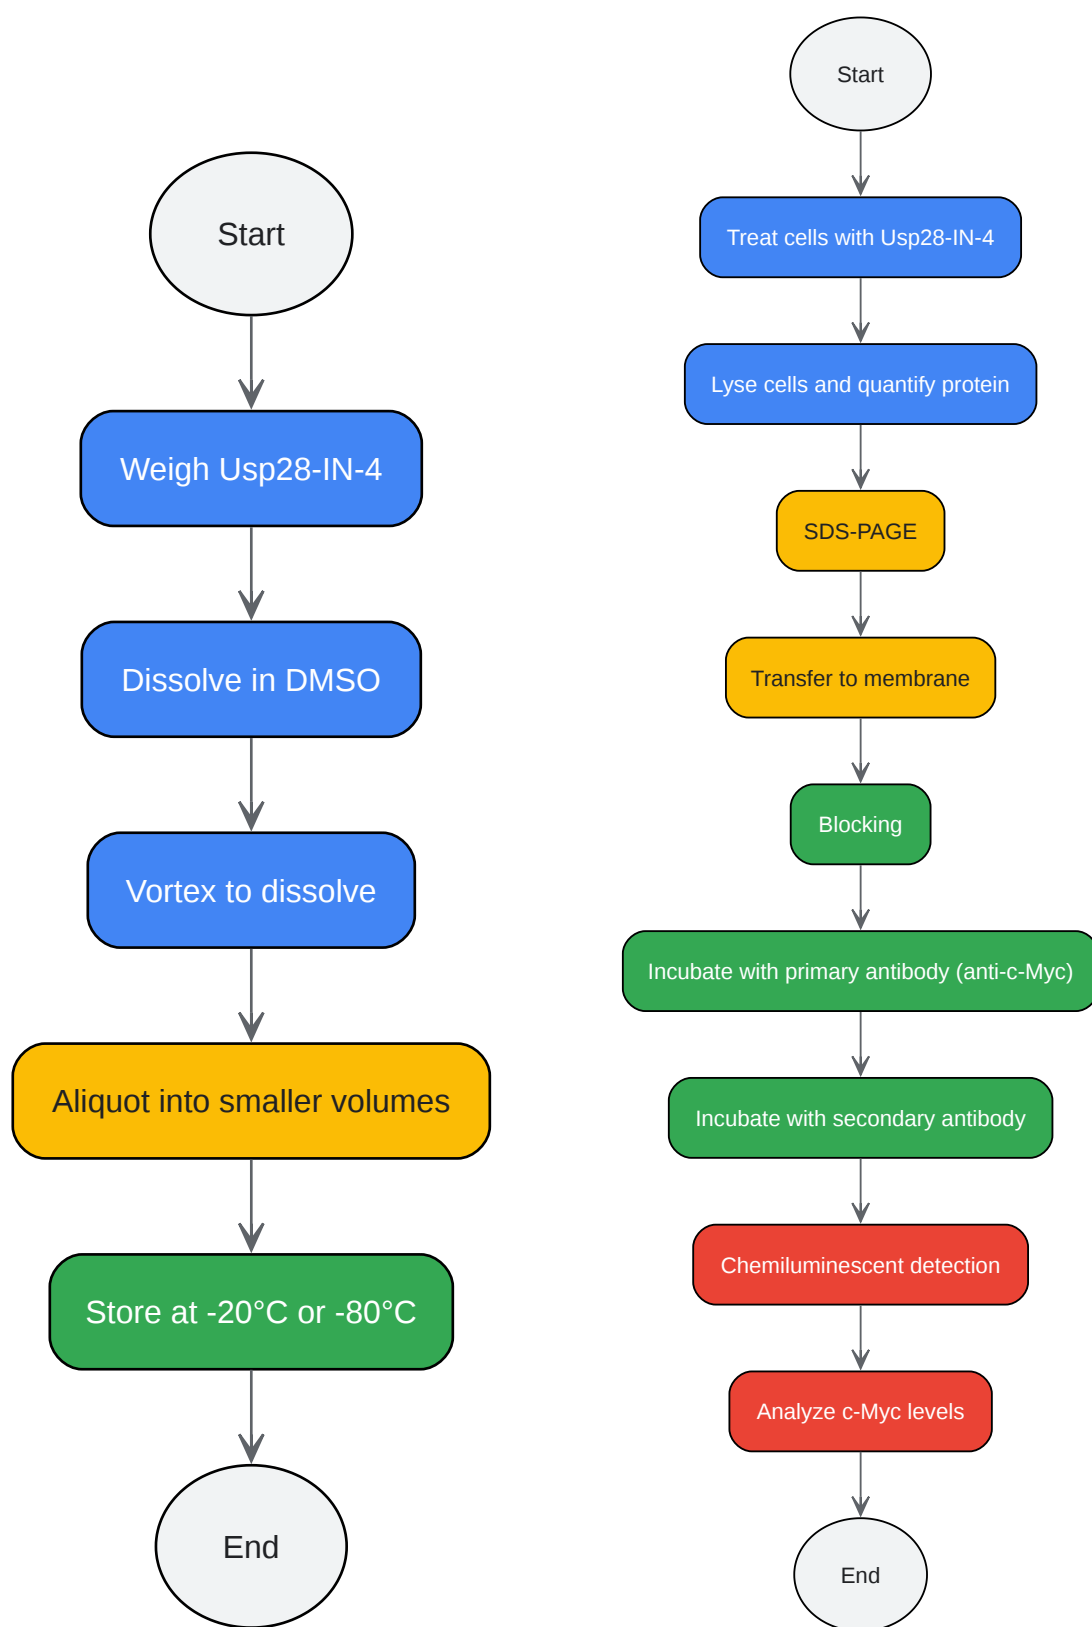 Start
Weigh Usp28-IN-4
Dissolve in DMSO
Vortex to dissolve
Aliquot into smaller volumes
Store at -20°C or -80°C
End
Start
Treat cells with Usp28-IN-4
Lyse cells and quantify protein
SDS-PAGE
Transfer to membrane
Blocking
Incubate with primary antibody (anti-c-Myc)
Incubate with secondary antibody
Chemiluminescent detection
Analyze c-Myc levels
End